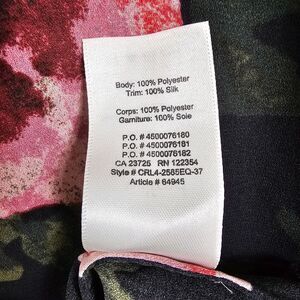 Body: 100% Polyester
Trim: 100% Silk
Corps: 100% Polyester
Garniture: 100% Soie
P.O. # 4500076180
P.O. # 4500076181
P.O. # 4500076182
CA 23725 RN 122354
Style # CRL4-2585EQ-37
Article # 64945